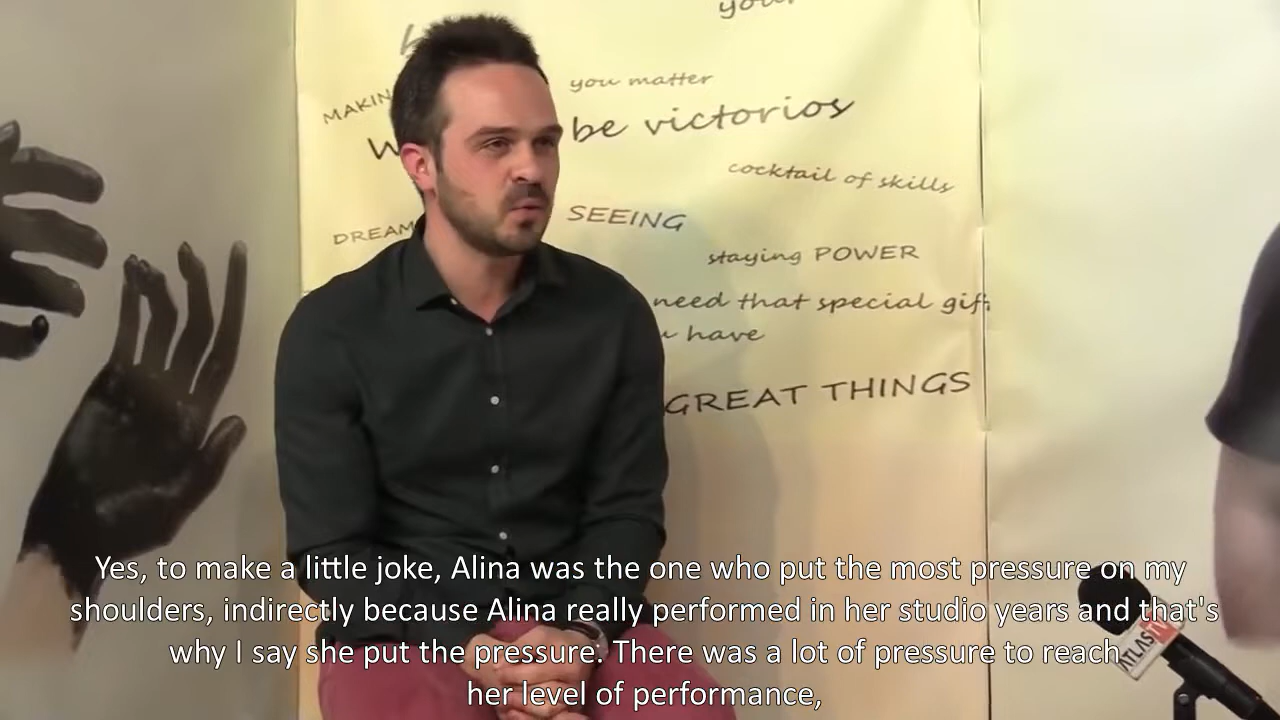 your
you matter
MAKIN
be victorios
cocktail of skills
DREAM
SEEING
staying POWER
need that special gift
have
GREAT THINGS
Yes, to make a little joke, Alina was the one who put the most pressure on my
shoulders, indirectly because Alina really performed in her studio years and that's
why I say she put the pressure. There was a lot of pressure to reach
her level of performance,
ATLAS